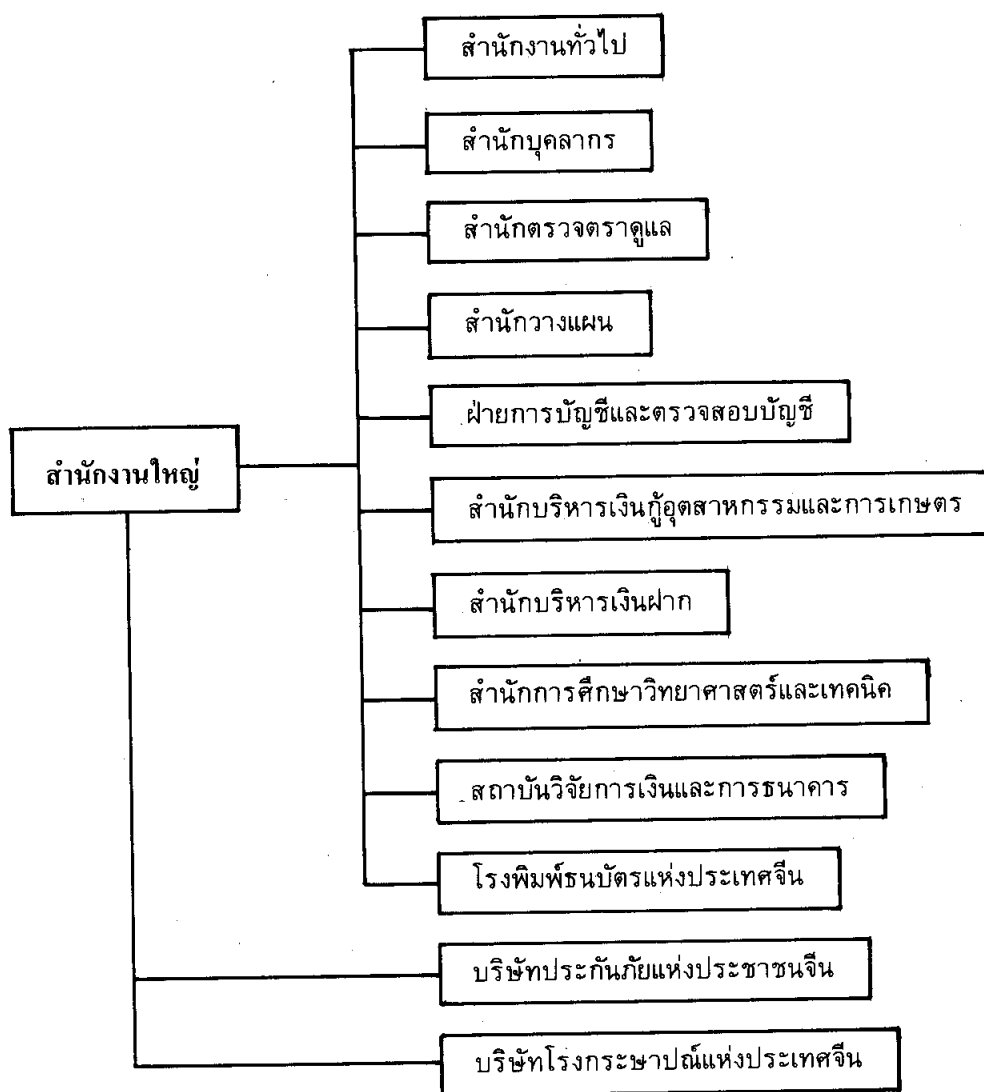 สำนักงานทั่วไป
สำนักบุคลากร
สำนักตรวจตราดูแล
สำนักวางแผน
ฝ่ายการบัญชีและตรวจสอบบัญชี
สำนักงานใหญ่
สำนักบริหารเงินกู้อุตสาหกรรมและการเกษตร
สำนักบริหารเงินฝาก
สำนักการศึกษาวิทยาศาสตร์และเทคนิค
สถาบันวิจัยการเงินและการธนาคาร
โรงพิมพ์ธนบัตรแห่งประเทศจีน
บริษัทประกันภัยแห่งประชาชนจีน
บริษัทโรงกระษาปณ์แห่งประเทศจีน